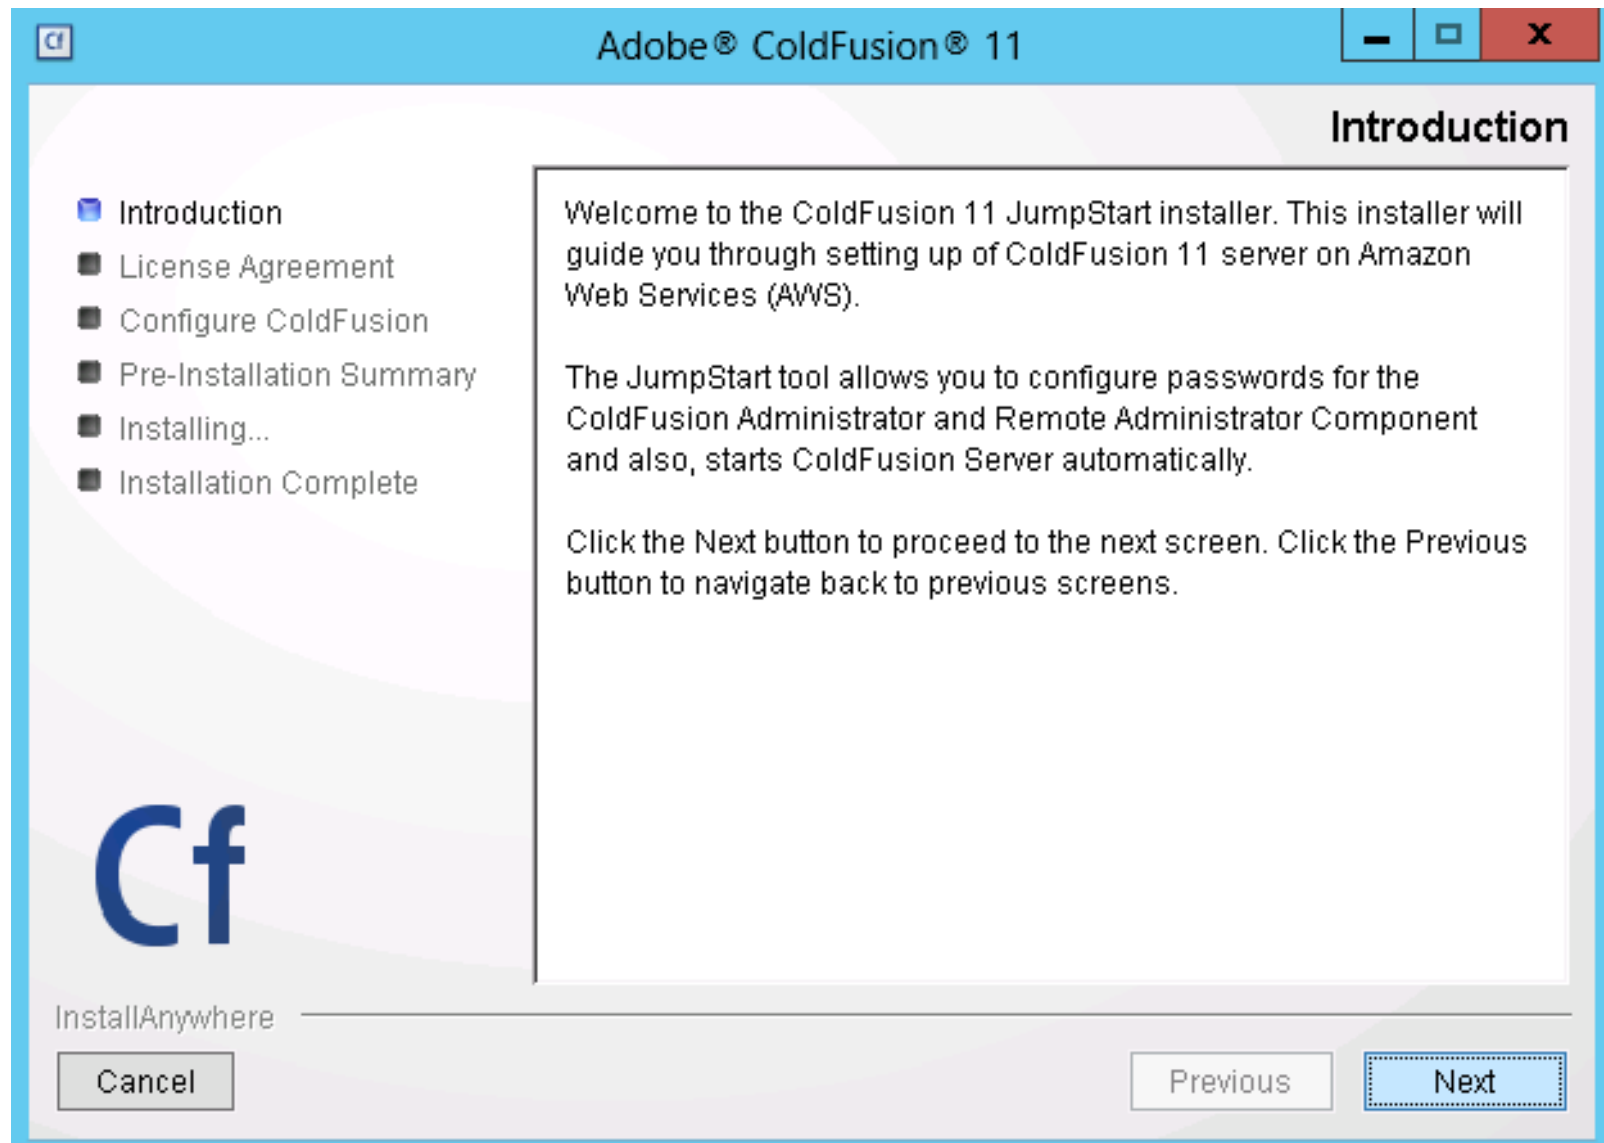 Cf
Adobe® ColdFusion® 11
Introduction
Introduction
License Agreement
Configure ColdFusion
Pre-Installation Summary
Installing...
Installation Complete
Welcome to the ColdFusion 11 JumpStart installer. This installer will
guide you through setting up of ColdFusion 11 server on Amazon
Web Services (AWS).
The JumpStart tool allows you to configure passwords for the
ColdFusion Administrator and Remote Administrator Component
and also, starts ColdFusion Server automatically.
Click the Next button to proceed to the next screen. Click the Previous
button to navigate back to previous screens.
Cf
InstallAnywhere
Cancel
Previous
Next